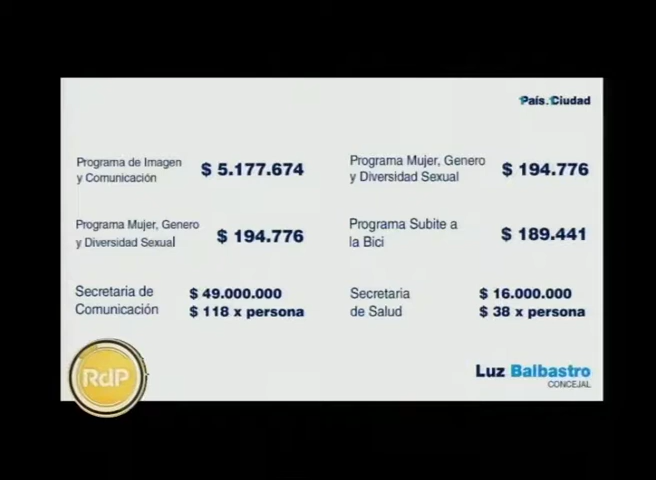 País.Ciudad
Programa de Imagen
y Comunicación
$ 5.177.674
Programa Mujer, Genero
y Diversidad Sexual
$ 194.776
Programa Mujer, Genero
y Diversidad Sexual
$ 194.776
Programa Subite a
la Bici
$ 189.441
Secretaria de
Comunicación
$ 49.000.000
$ 118 x persona
Secretaria
de Salud
$ 16.000.000
$ 38 x persona
RdP
Luz Balbastro
CONCEJAL